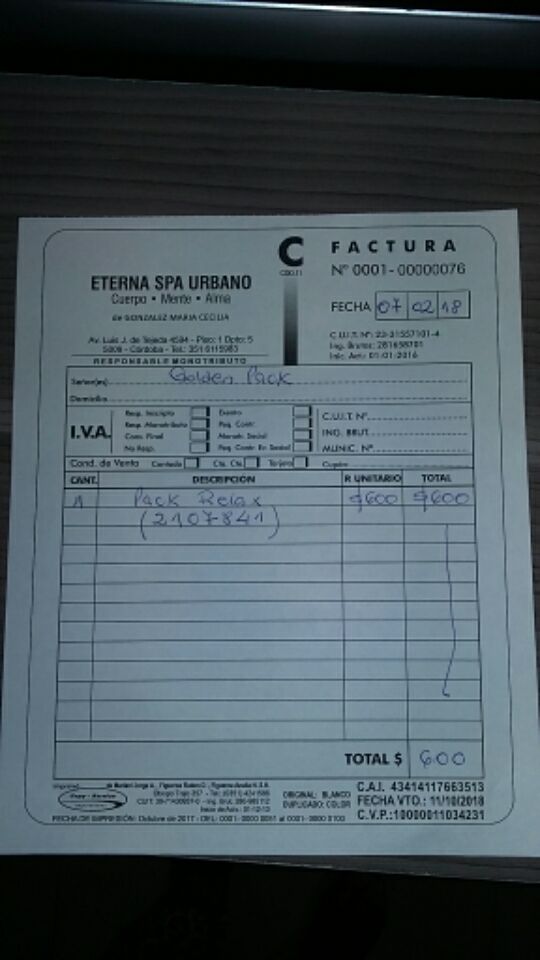 C
COD.11
FACTURA
Nº 0001-00000076
ETERNA SPA URBANO
Cuerpo • Mente • Alma
de GONZALEZ MARIA CECILIA
FECHA 07 02 18
Av. Luis J. de Tejeda 4594 - Piso: 1 Dpto: 5
5009 - Córdoba - Tel.: 351 6115983
RESPONSABLE MONOTRIBUTO
C.U.I.T. Nº: 23-31557101-4
Ing. Brutos: 281658701
Inic. Act.: 01-01-2016
Señor(es) Golden Pack
Domicilio
I.V.A.
Resp. Inscripto
Exento
C.U.I.T. Nº
Resp. Monotributo
Peq. Contr.
Cons. Final
Monotr. Social
ING. BRUT.
No Resp.
Peq. Contr. Ev. Social
MUNIC. Nº
Cond. de Venta Contado Cta. Cte. Tarjeta Cupón
CANT. DESCRIPCION P. UNITARIO TOTAL
1 Pack Relax $600 $600
(2107841)
TOTAL $ 600
ORIGINAL: BLANCO
DUPLICADO: COLOR
C.A.I. 43414117663513
FECHA VTO.: 11/10/2018
C.V.P.: 10000011034231
FECHA DE IMPRESIÓN: Octubre de 2017 - DEL: 0001- 0000 0051 al 0001- 0000 0100